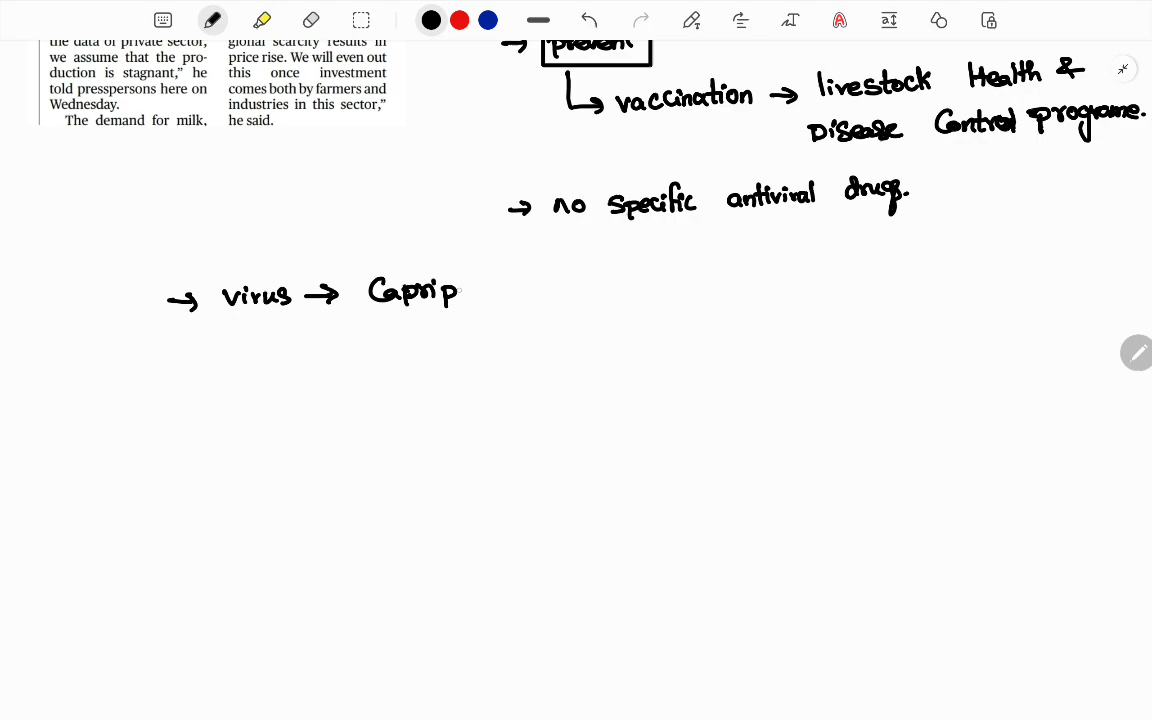 the data of private sector,
we assume that the pro-
duction is stagnant,” he
told presspersons here on
Wednesday.
The demand for milk,
gional scarcity results in
price rise. We will even out
this once investment
comes both by farmers and
industries in this sector,”
he said.
→ prevent
→ vaccination → livestock Health &
Disease Control programe.
→ no specific antiviral drug.
→ virus → Caprip